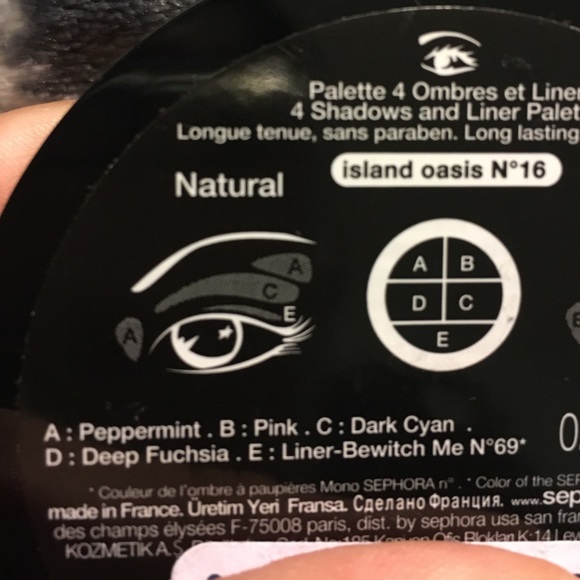 Palette 4 Ombres et Liner
4 Shadows and Liner Palet
Longue tenue, sans paraben. Long lasting
island oasis N°16
Natural
A
C
E
A
A B
D C
E
A : Peppermint . B : Pink . C : Dark Cyan .
D : Deep Fuchsia . E : Liner-Bewitch Me N°69*
* Couleur de l'ombre à paupières Mono SEPHORA n° . * Color of the SEP
made in France. Üretim Yeri Fransa. Сделано Франция. www.sep
des champs élysées F-75008 paris, dist. by sephora usa san fra
KOZMETIK A.Ş.